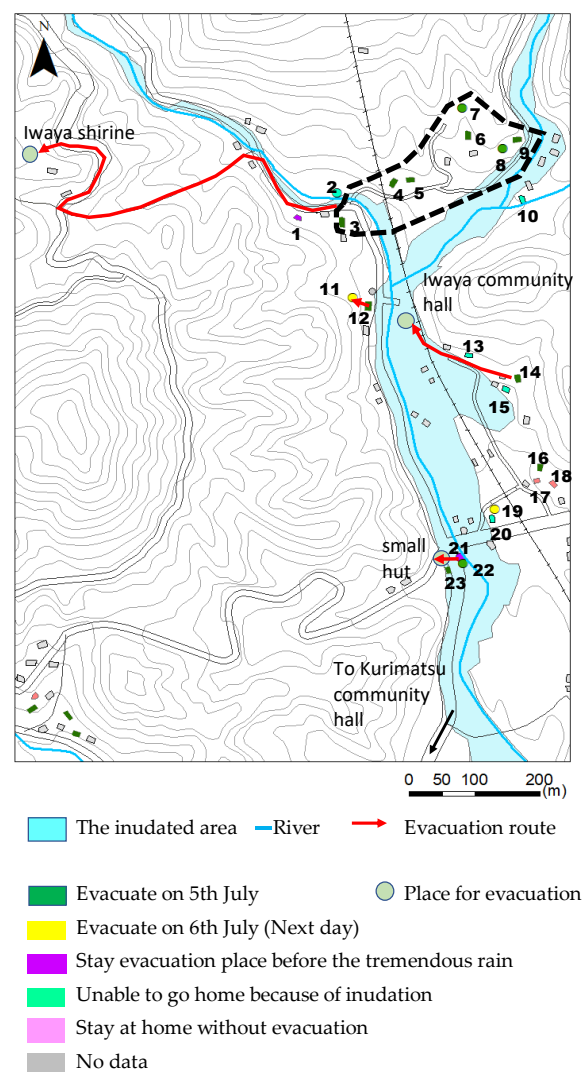 N
Iwaya shirine
7
6
9
8
2
4
5
10
1
3
Iwaya community
hall
11
12
13
14
15
16
18
17
19
20
small
hut
21
22
23
To Kurimatsu
community
hall
0 50 100 200
(m)
The inudated area
River
Evacuation route
Evacuate on 5th July
Place for evacuation
Evacuate on 6th July (Next day)
Stay evacuation place before the tremendous rain
Unable to go home because of inudation
Stay at home without evacuation
No data